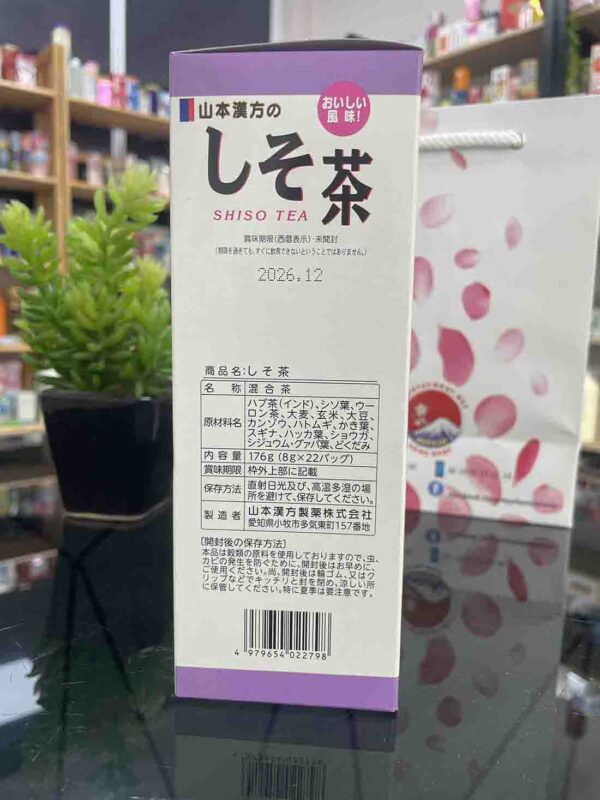 山本漢方の
おいしい
風味!
しそ茶
SHISO TEA
賞味期限(西暦表示)・未開封
(期限を過ぎても、すぐに飲用できないということではありません。)
2026.12
商品名:しそ茶
名称 混合茶
原材料名 ハブ茶(インド)、シソ葉、ウー
ロン茶、大麦、玄米、大豆、
カンゾウ、ハトムギ、かき葉、
スギナ、ハッカ葉、ショウガ、
シジュウム・グァバ葉、どくだみ
内容量 176g(8g×22バッグ)
賞味期限 枠外上部に記載
保存方法 直射日光及び、高温多湿の場
所を避けて、保存してください。
製造者 山本漢方製薬株式会社
愛知県小牧市多気東町157番地
〔開封後の保存方法〕
本品は穀類の原料を使用しておりますので、虫、
カビの発生を防ぐために、開封後はお早めに、
ご使用ください。尚、開封後は輪ゴム、又はク
リップなどでキッチリと封を閉め、涼しい所
に保管してください。特に夏季は要注意です。
4 979654 022798